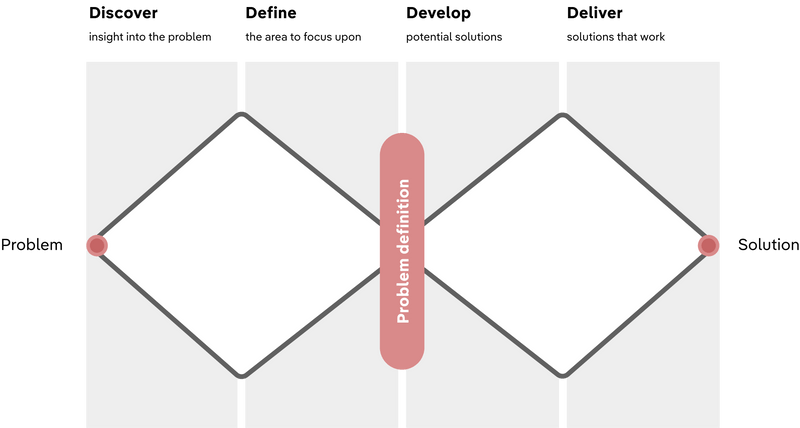 Discover
insight into the problem
Define
the area to focus upon
Develop
potential solutions
Deliver
solutions that work
Problem
Problem definition
Solution